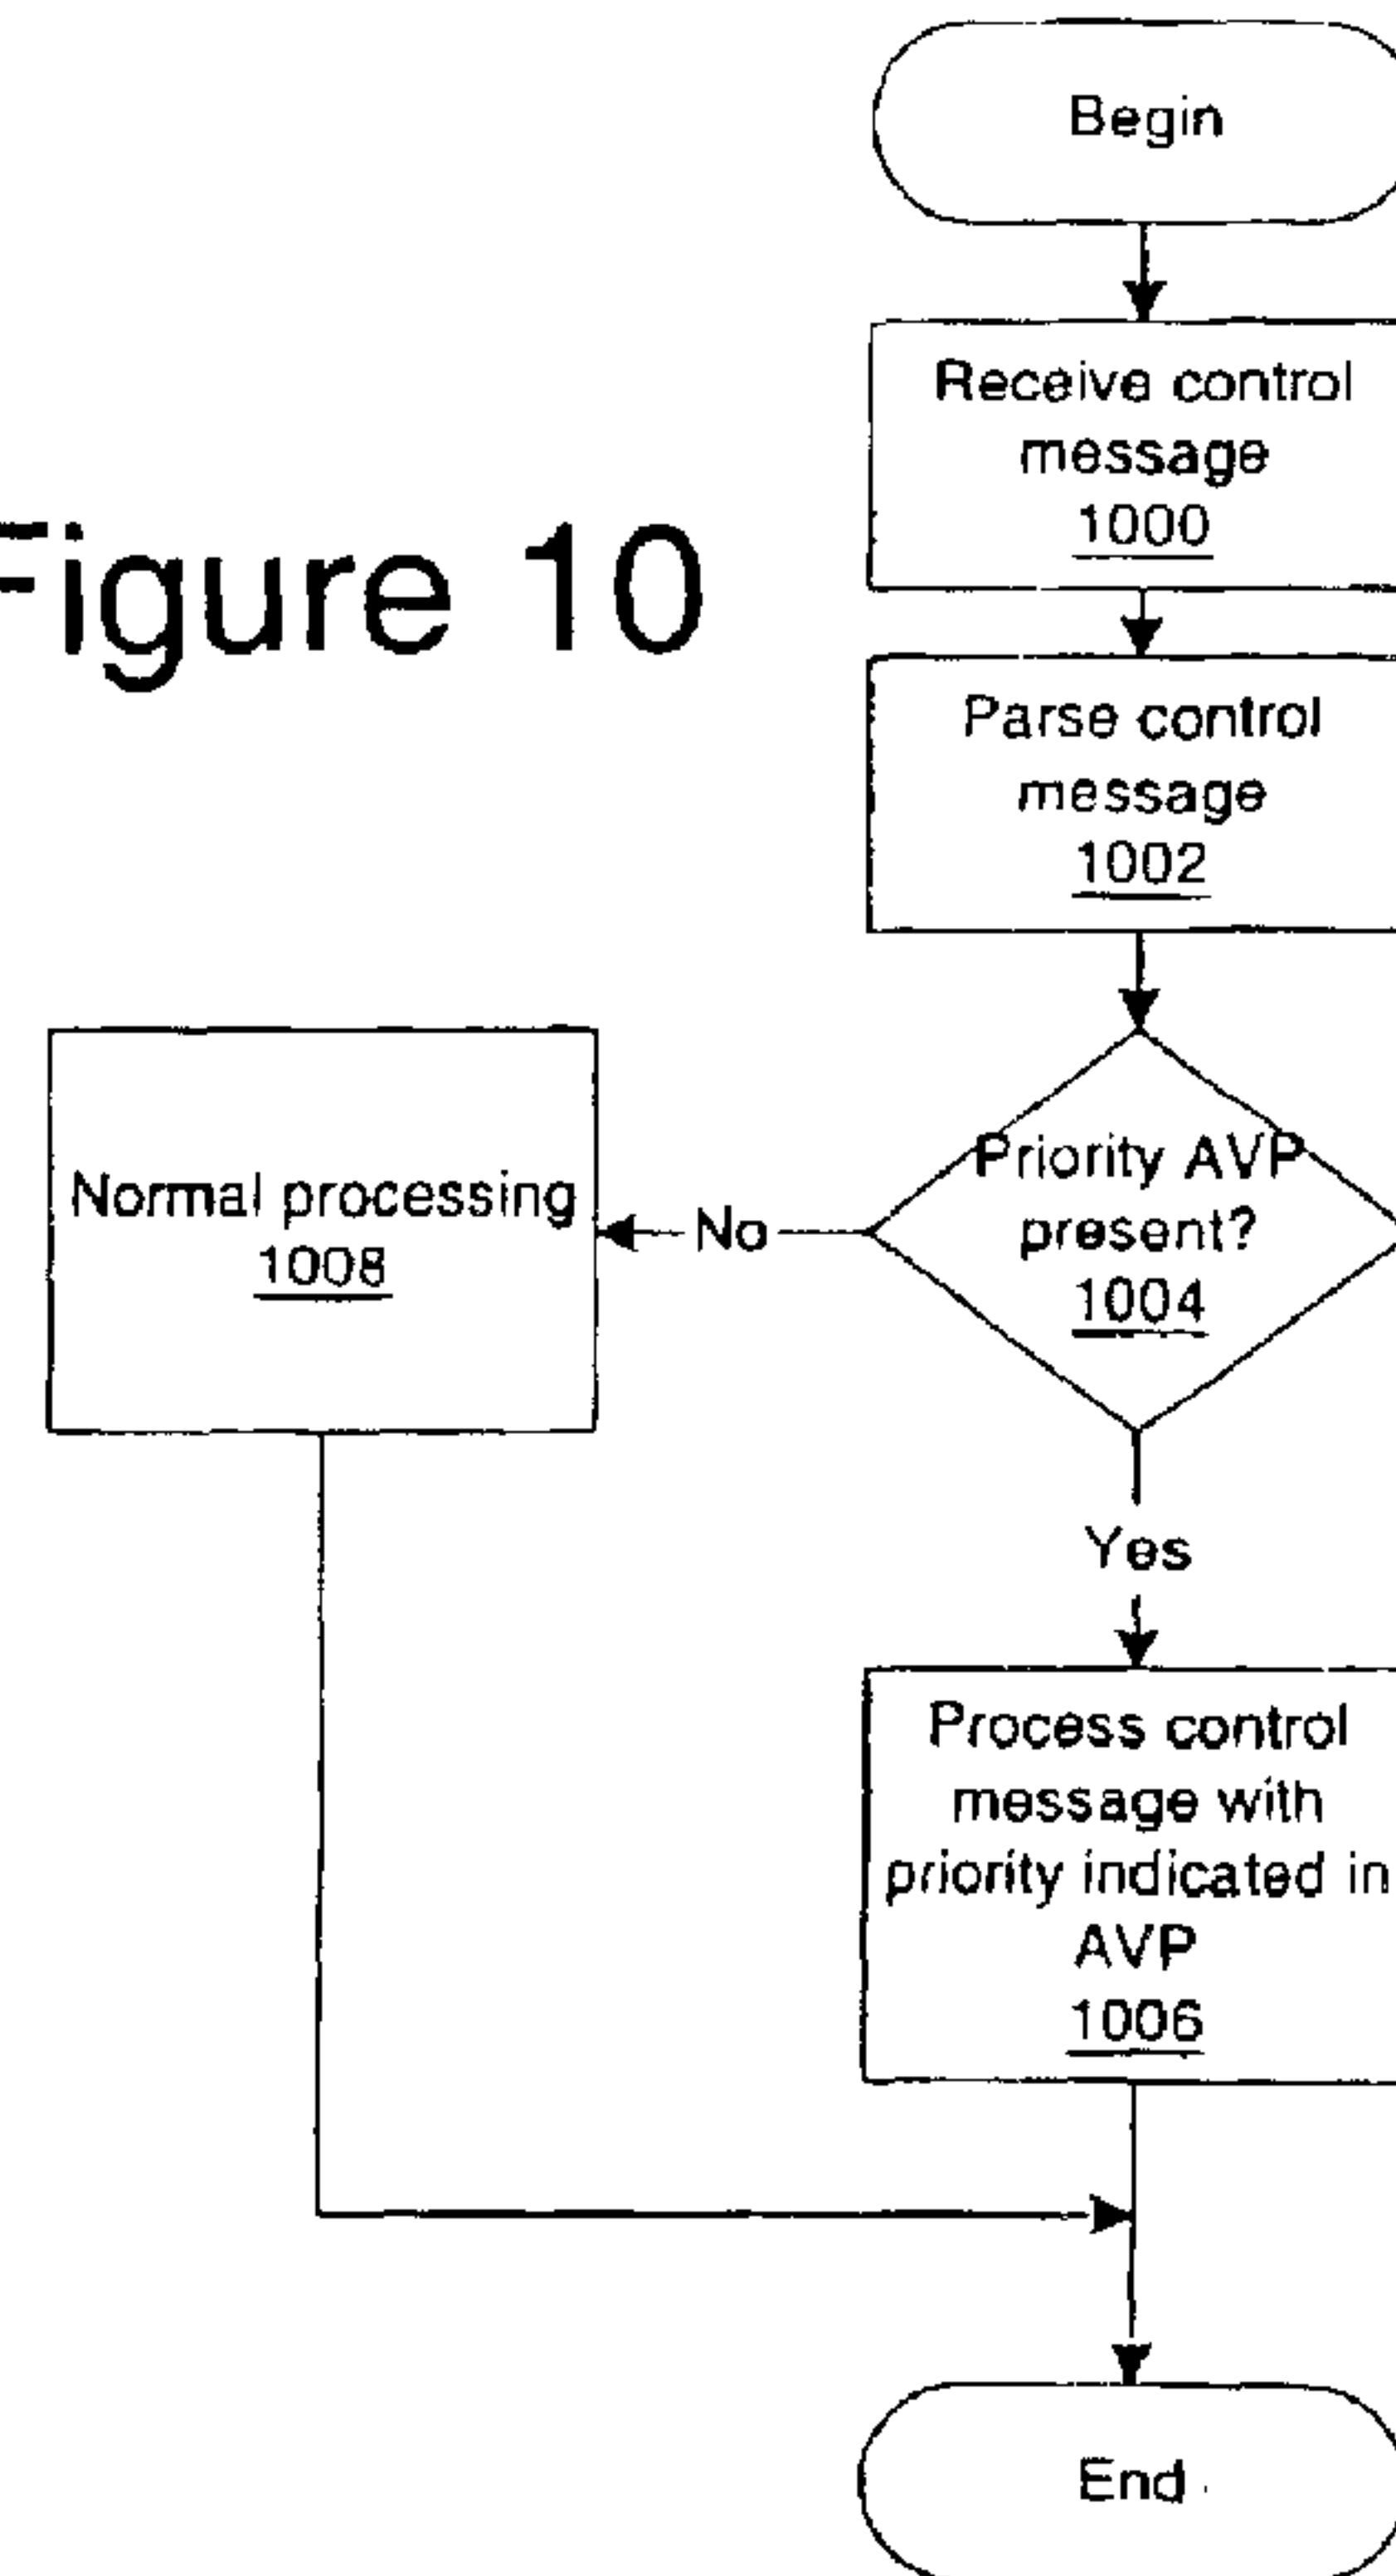 Begin
Receive control
message
1000
Figure 10
Parse control
message
1002
Priority AVP
present?
1004
No
Normal processing
1008
Yes
Process control
message with
priority indicated in
AVP
1006
End